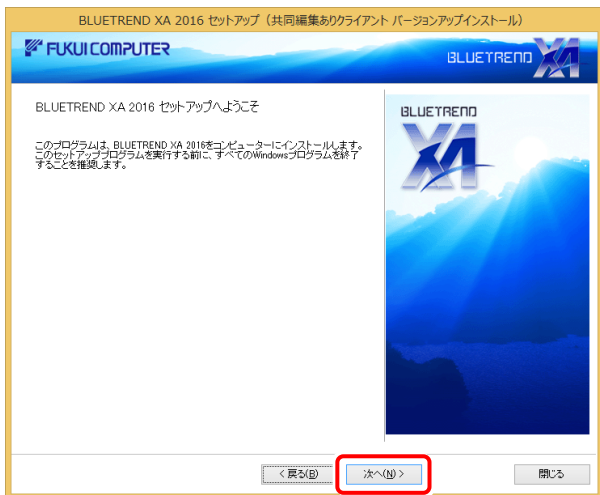 BLUETREND XA 2016 セットアップ（共同編集ありクライアント バージョンアップインストール）
FUKUI COMPUTER
BLUETREND XA
BLUETREND XA 2016 セットアップへようこそ
このプログラムは、BLUETREND XA 2016をコンピューターにインストールします。
このセットアッププログラムを実行する前に、すべてのWindowsプログラムを終了
することを推奨します。
BLUETREND
XA
< 戻る(B)
次へ(N) >
閉じる